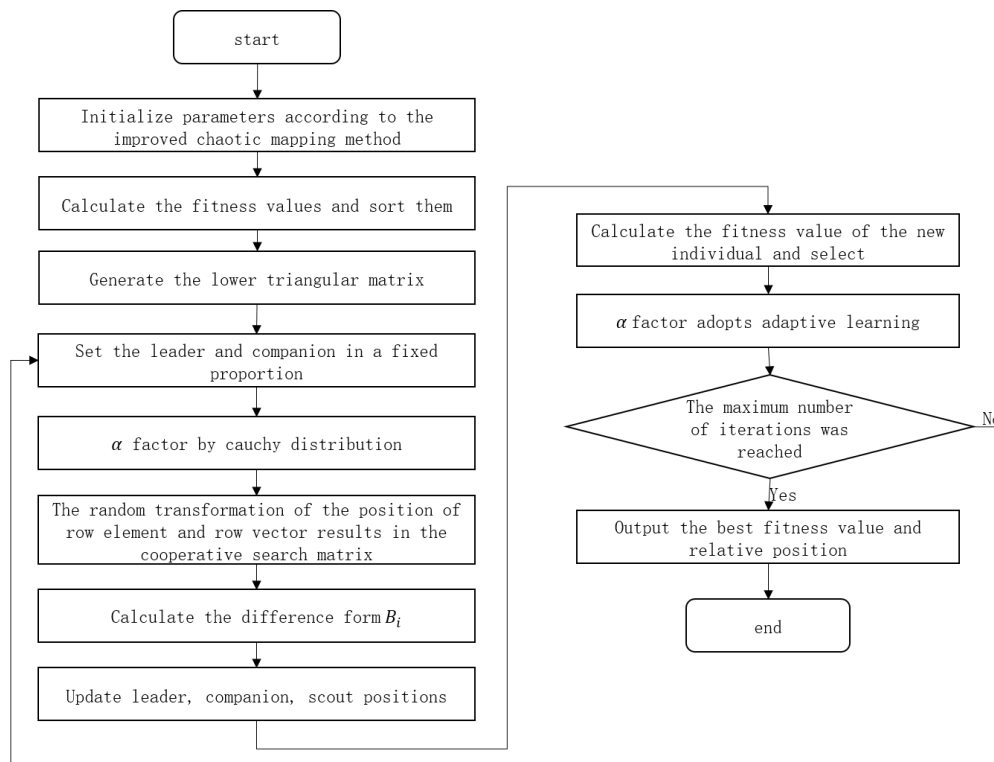 start
Initialize parameters according to the
improved chaotic mapping method
Calculate the fitness values and sort them
Generate the lower triangular matrix
Set the leader and companion in a fixed
proportion
α factor by cauchy distribution
The random transformation of the position of
row element and row vector results in the
cooperative search matrix
Calculate the difference form B_i
Update leader, companion, scout positions
Calculate the fitness value of the new
individual and select
α factor adopts adaptive learning
The maximum number
of iterations was
reached
No
Yes
Output the best fitness value and
relative position
end